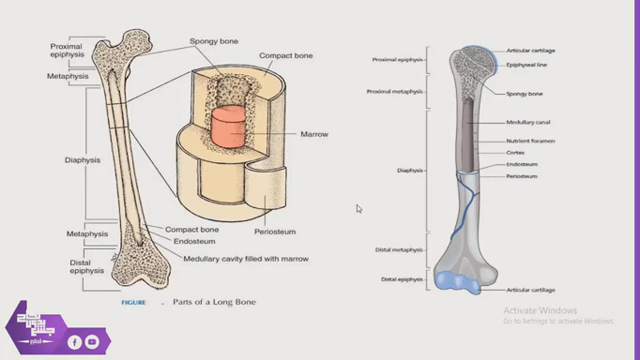 Proximal
epiphysis
Metaphysis
Diaphysis
Metaphysis
Distal
epiphysis
Spongy bone
Compact bone
Marrow
Periosteum
Compact bone
Endosteum
Medullary cavity filled with marrow
FIGURE . Parts of a Long Bone
Proximal epiphysis
Proximal metaphysis
Diaphysis
Distal metaphysis
Distal epiphysis
Articular cartilage
Epiphyseal line
Spongy bone
Medullary canal
Nutrient foramen
Cortex
Endosteum
Periosteum
Articular cartilage
Activate Windows
Go to Settings to activate Windows.